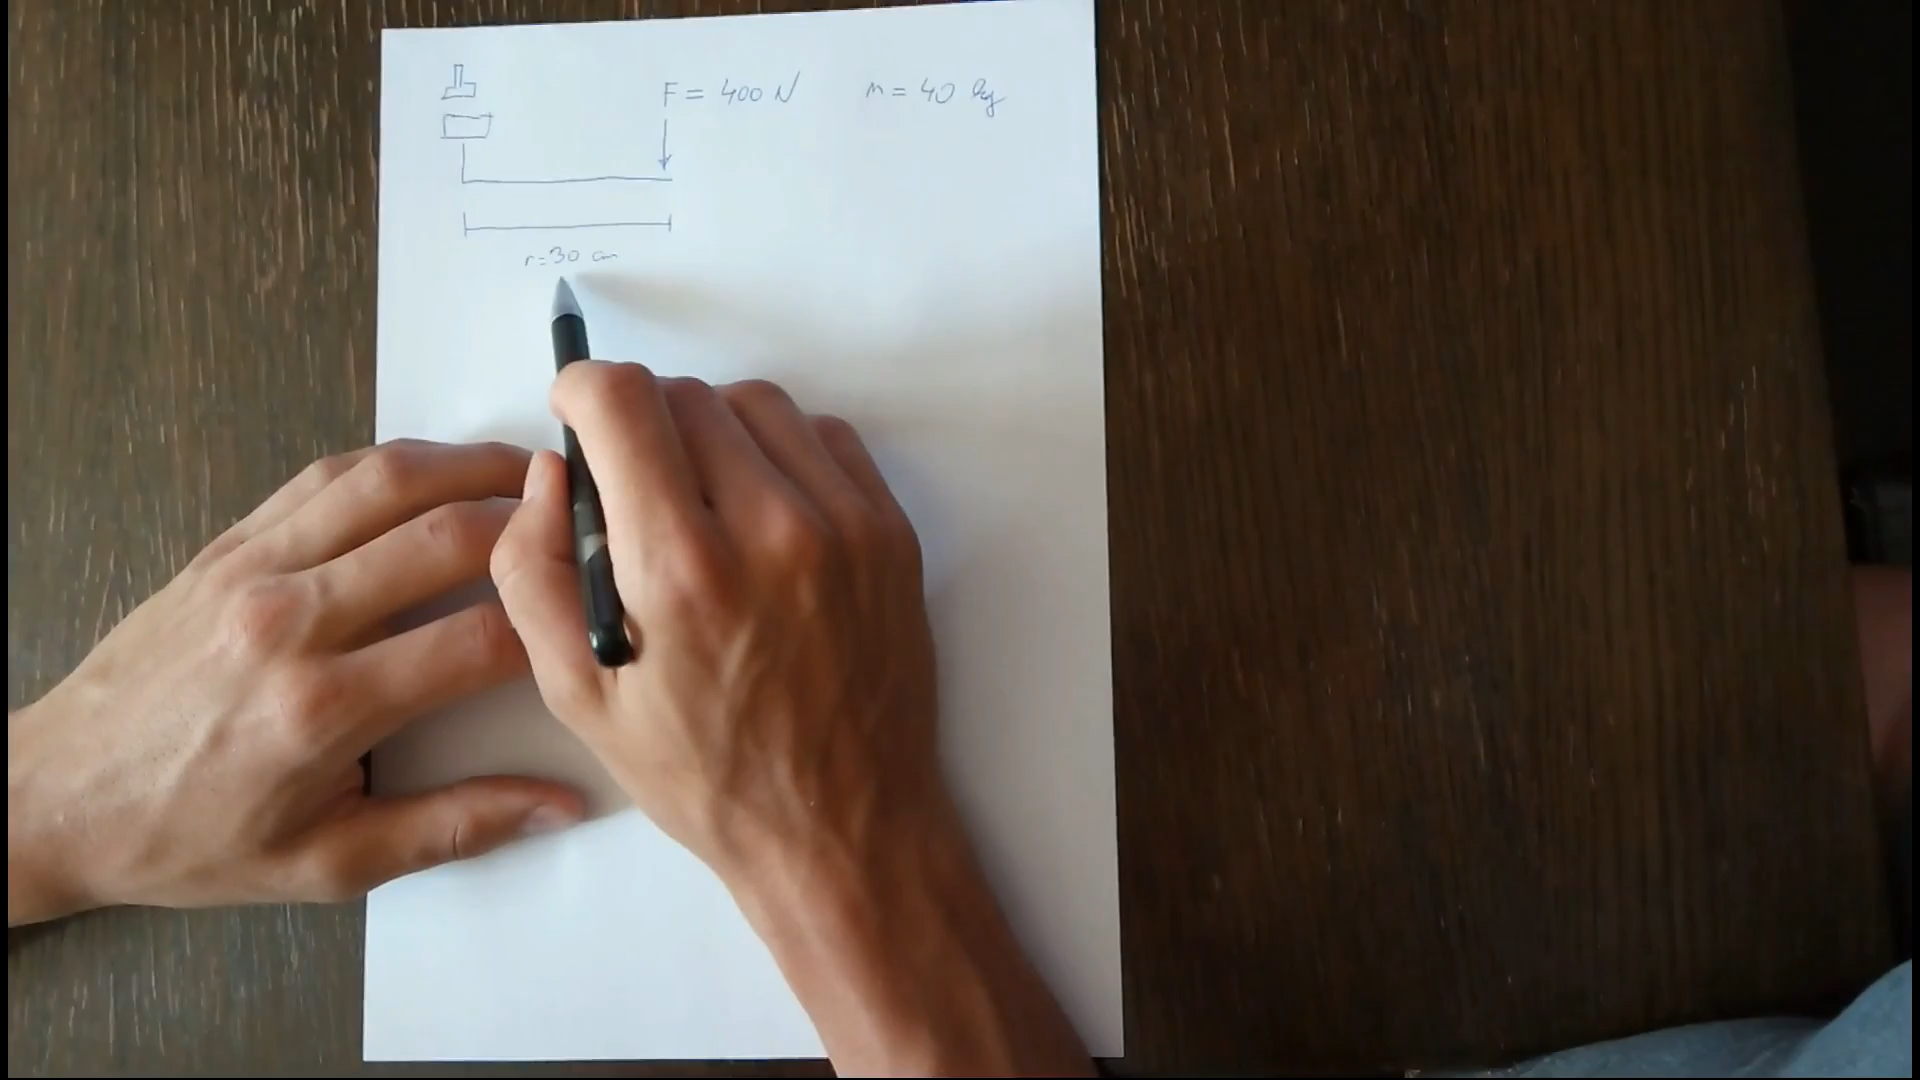 F = 400 N m = 40 kg
r = 30 cm